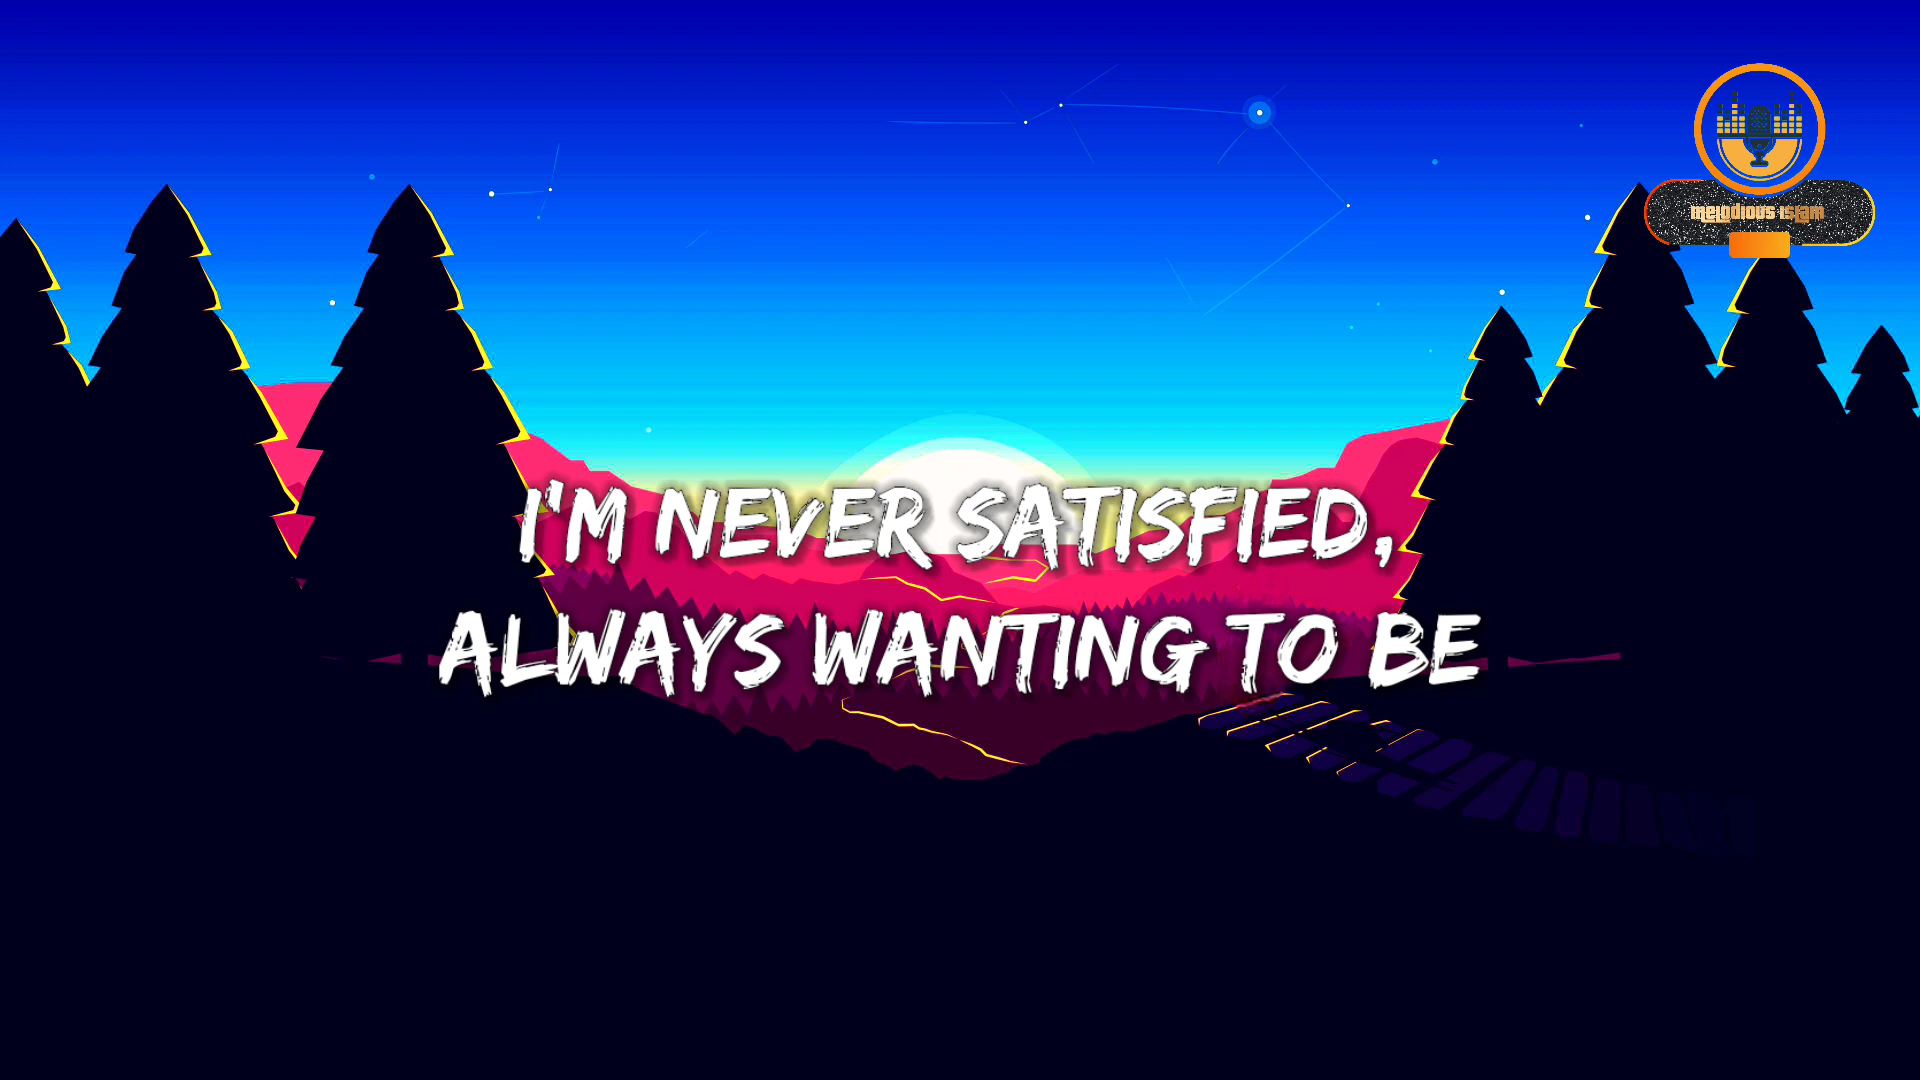 melodious islam
I'M NEVER SATISFIED,
ALWAYS WANTING TO BE